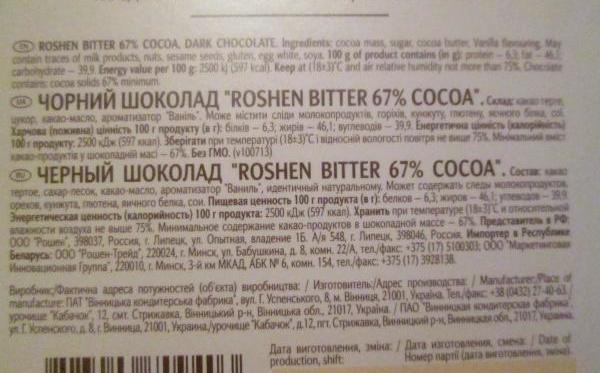 EN ROSHEN BITTER 67% COCOA. DARK CHOCOLATE. Ingredients: cocoa mass, sugar, cocoa butter, Vanilla flavouring. May
contain traces of milk products, nuts, sesame seeds, gluten, egg white, soya. 100 g of product contains (in g): protein – 6,3; fat – 46,1;
carbohydrate – 39,9. Energy value per 100 g: 2500 kJ (597 kcal). Keep at (18±3)°C and air relative humidity not more than 75%. Chocolate
contains: cocoa solids 67% minimum.
UA ЧОРНИЙ ШОКОЛАД "ROSHEN BITTER 67% COCOA". Склад: какао терте,
цукор, какао-масло, ароматизатор "Ваніль". Може містити сліди молокопродуктів, горіхів, кунжуту, глютену, яєчного білка, сої.
Харчова (поживна) цінність 100 г продукту (в г): білків – 6,3; жирів – 46,1; вуглеводів – 39,9. Енергетична цінність (калорійність)
100 г продукту: 2500 кДж (597 ккал). Зберігати при температурі (18±3)°С і відносній вологості повітря не вище 75%. Мінімальний вміст
какао-продуктів у шоколадній масі – 67%. Без ГМО. (v100713)
RU ЧЕРНЫЙ ШОКОЛАД "ROSHEN BITTER 67% COCOA". Состав: какао
тертое, сахар-песок, какао-масло, ароматизатор "Ваниль", идентичный натуральному. Может содержать следы молокопродуктов,
орехов, кунжута, глютена, яичного белка, сои. Пищевая ценность 100 г продукта (в г): белков – 6,3; жиров – 46,1; углеводов – 39,9.
Энергетическая ценность (калорийность) 100 г продукта: 2500 кДж (597 ккал). Хранить при температуре (18±3)°С и относительной
влажности воздуха не выше 75%. Минимальное содержание какао-продуктов в шоколадной массе – 67%. Представитель в РФ:
ООО "Рошен", 398037, Россия, г. Липецк, ул. Опытная, владение 1Б. А/я 548, г. Липецк, 398046, Россия. Импортер в Республике
Беларусь: ООО "Рошен-Трейд", 220024, г. Минск, ул. Бабушкина, д. 8, комн. 22/А, тел./факс: +375 (17) 5100303; ООО "Маркетинговая
Инновационная Группа", 220010, г. Минск, 3-й км МКАД, АБК № 6, комн. 154, тел./факс: +375 (17) 3928138.
Виробник:/Фактична адреса потужностей (об'єкта) виробництва: / Изготовитель:/Адрес производства: / Manufacturer:/Place of
manufacture: ПАТ "Вінницька кондитерська фабрика", вул. Г. Успенського, 8, м. Вінниця, 21001, Україна. Тел./Факс: +38 (0432) 27-40-63.
урочище "Кабачок", 12, смт. Стрижавка, Вінницький р-н, Вінницька обл., 21017, Україна. / ПАО "Винницкая кондитерская фабрика",
ул. Г. Успенского, д. 8, г. Винница, 21001, Украина./урочище "Кабачок", д.12, пгт. Стрижавка, Винницкий р-н, Винницкая обл., 21017, Украина.
Дата виготовлення, зміна: / Дата изготовления, смена: / Date of
production, shift: Номер партії (дата виготовлення, зміна).